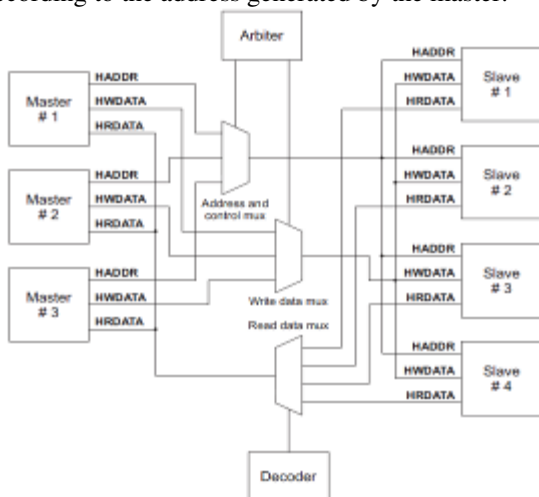 cording to the address generated by the master.
Arbiter
HADDR
HWDATA
HRDATA
Master
# 1
HADDR
HWDATA
HRDATA
Slave
# 1
HADDR
HWDATA
HRDATA
Master
# 2
Address and
control mux
HADDR
HWDATA
HRDATA
Slave
# 2
HADDR
HWDATA
HRDATA
Master
# 3
Write data mux
Read data mux
HADDR
HWDATA
HRDATA
Slave
# 3
HADDR
HWDATA
HRDATA
Slave
# 4
Decoder